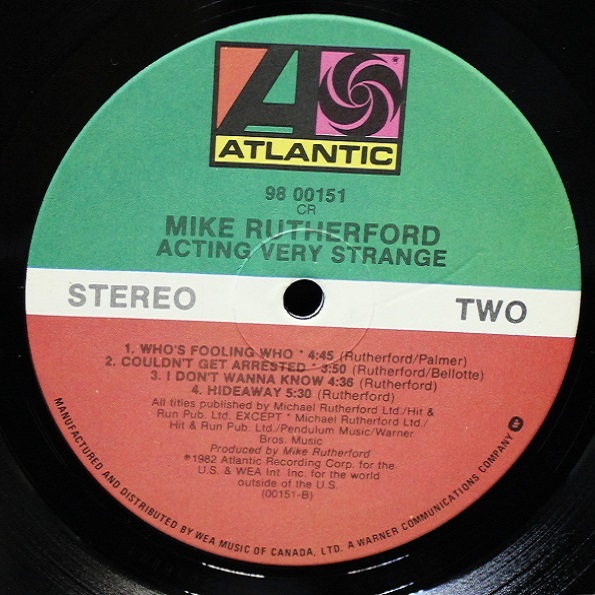 ATLANTIC
98 00151
CR
MIKE RUTHERFORD
ACTING VERY STRANGE
STEREO
TWO
1. WHO'S FOOLING WHO * 4:45 (Rutherford/Palmer)
2. COULDN'T GET ARRESTED * 3:50 (Rutherford/Bellotte)
3. I DON'T WANNA KNOW 4:36 (Rutherford)
4. HIDEAWAY 5:30 (Rutherford)
All titles published by Michael Rutherford Ltd./Hit &
Run Pub. Ltd. EXCEPT * Michael Rutherford Ltd./
Hit & Run Pub. Ltd./Pendulum Music/Warner
Bros. Music
Produced by Mike Rutherford
℗1982 Atlantic Recording Corp. for the
U.S. & WEA Int. Inc. for the world
outside of the U.S.
(00151-B)
MANUFACTURED AND DISTRIBUTED BY WEA MUSIC OF CANADA, LTD. A WARNER COMMUNICATIONS COMPANY